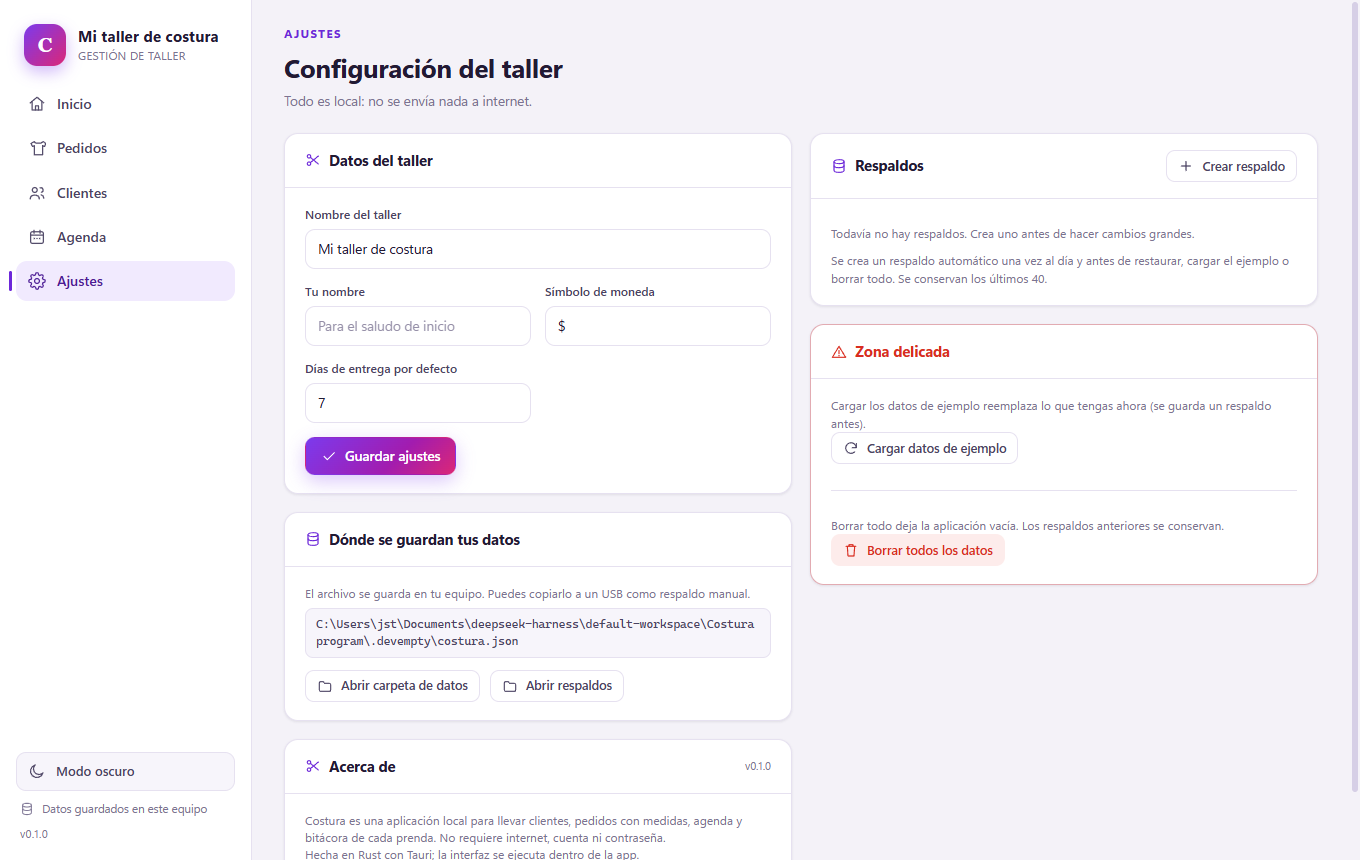 C
Mi taller de costura
GESTIÓN DE TALLER
Inicio
Pedidos
Clientes
Agenda
Ajustes
Modo oscuro
Datos guardados en este equipo
v0.1.0
AJUSTES
Configuración del taller
Todo es local: no se envía nada a internet.
Datos del taller
Nombre del taller
Mi taller de costura
Tu nombre
Símbolo de moneda
Para el saludo de inicio
$
Días de entrega por defecto
7
Guardar ajustes
Dónde se guardan tus datos
El archivo se guarda en tu equipo. Puedes copiarlo a un USB como respaldo manual.
C:\Users\jst\Documents\deepseek-harness\default-workspace\Costura
program\.devempty\costura.json
Abrir carpeta de datos
Abrir respaldos
Acerca de
v0.1.0
Costura es una aplicación local para llevar clientes, pedidos con medidas, agenda y
bitácora de cada prenda. No requiere internet, cuenta ni contraseña.
Hecha en Rust con Tauri; la interfaz se ejecuta dentro de la app.
Respaldos
Crear respaldo
Todavía no hay respaldos. Crea uno antes de hacer cambios grandes.
Se crea un respaldo automático una vez al día y antes de restaurar, cargar el ejemplo o
borrar todo. Se conservan los últimos 40.
Zona delicada
Cargar los datos de ejemplo reemplaza lo que tengas ahora (se guarda un respaldo
antes).
Cargar datos de ejemplo
Borrar todo deja la aplicación vacía. Los respaldos anteriores se conservan.
Borrar todos los datos